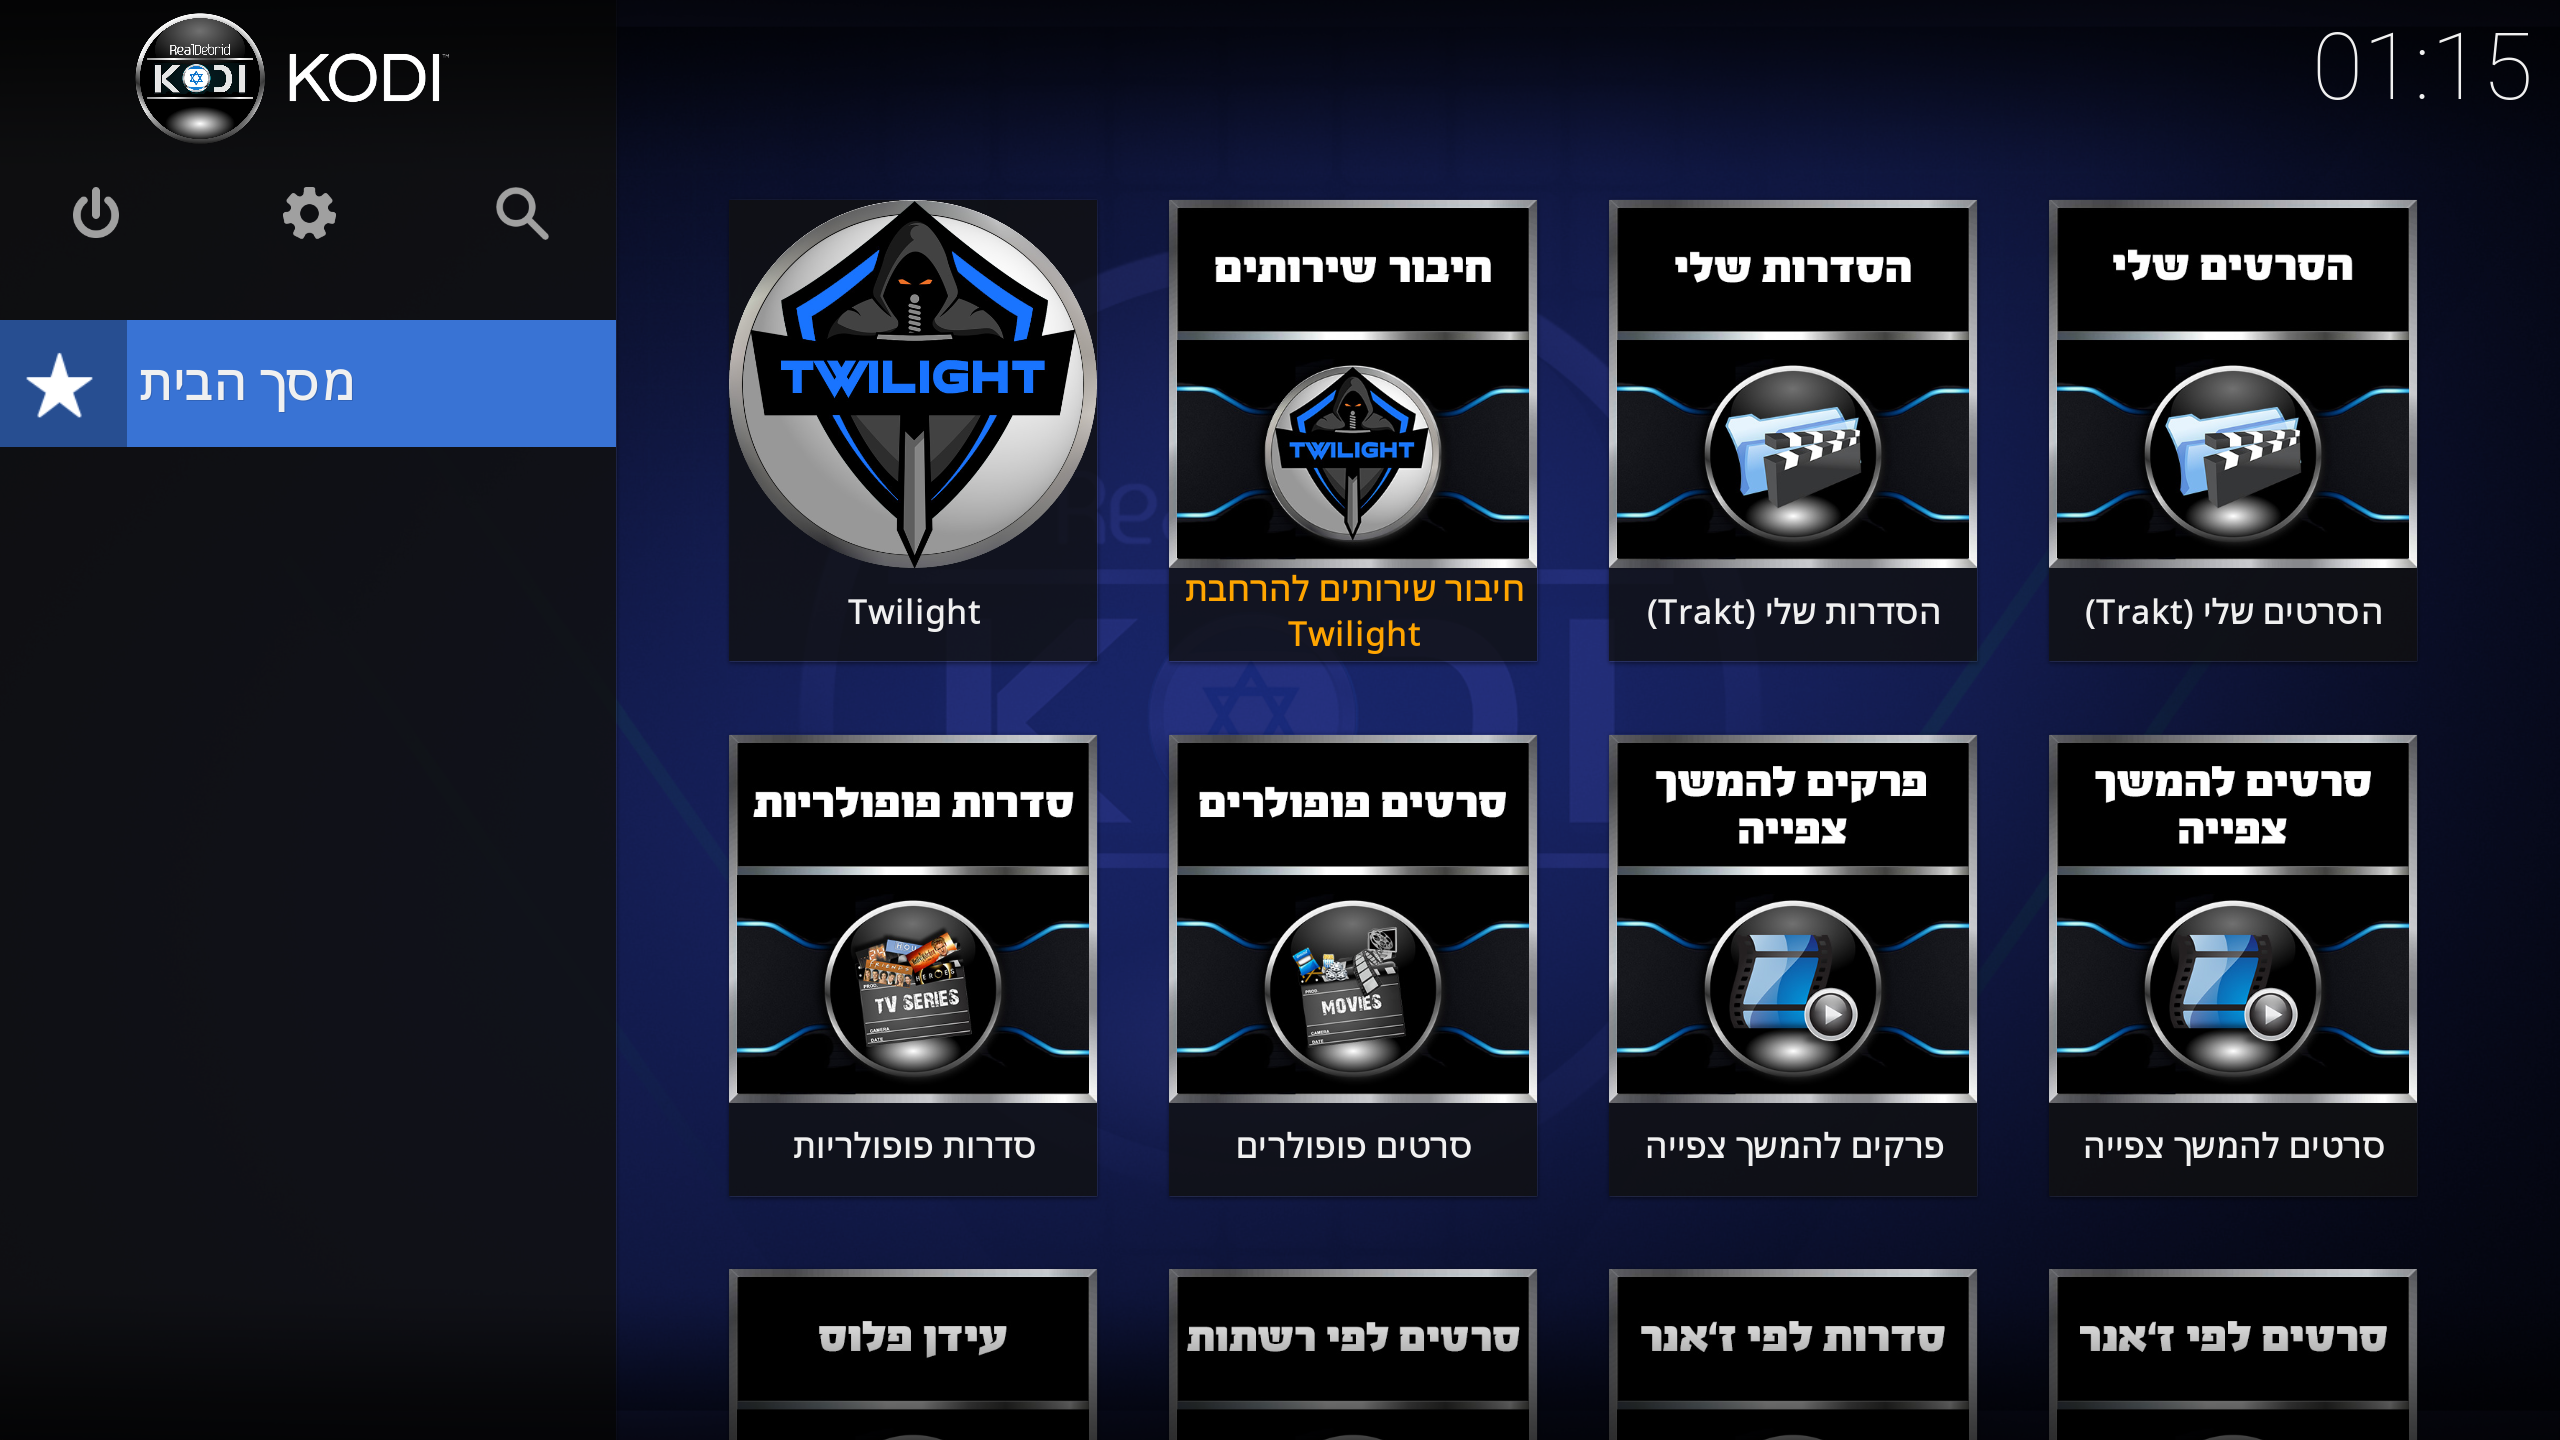 RealDebrid
KODI
KODI
01:15
מסך הבית
TWILIGHT
Twilight
חיבור שירותים
TWILIGHT
חיבור שירותים להרחבת
Twilight
הסדרות שלי
הסדרות שלי (Trakt)
הסרטים שלי
הסרטים שלי (Trakt)
סדרות פופולריות
TV SERIES
סדרות פופולריות
סרטים פופולרים
MOVIES
סרטים פופולרים
פרקים להמשך
צפייה
פרקים להמשך צפייה
סרטים להמשך
צפייה
סרטים להמשך צפייה
עידן פלוס
סרטים לפי רשתות
סדרות לפי ז'אנר
סרטים לפי ז'אנר